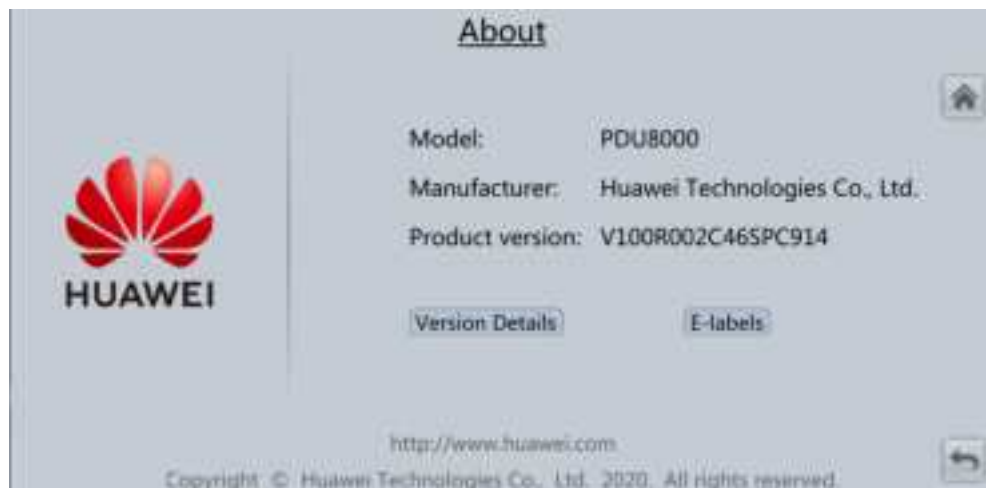 About
Model: PDU8000
Manufacturer: Huawei Technologies Co., Ltd.
Product version: V100R002C46SPC914
HUAWEI
Version Details E-labels
http://www.huawei.com
Copyright © Huawei Technologies Co., Ltd. 2020. All rights reserved.